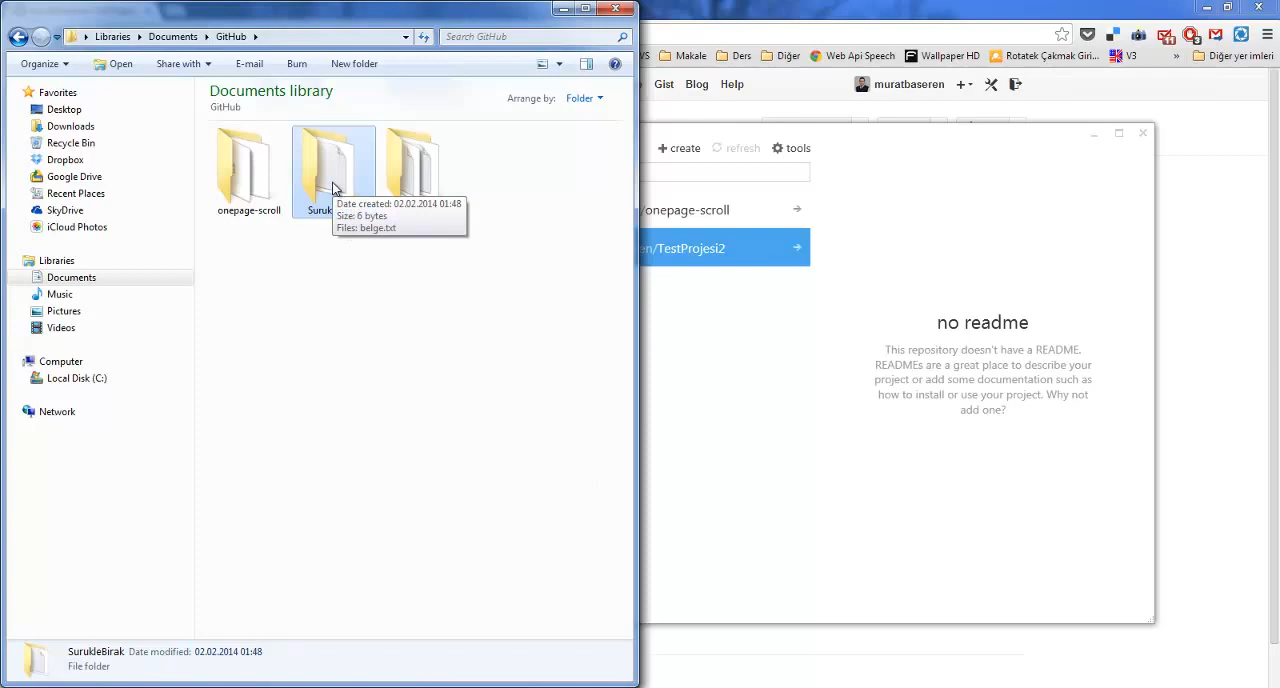 Libraries
Documents
GitHub
Search GitHub
Organize
Open
Share with
E-mail
Burn
New folder
Favorites
Desktop
Downloads
Recycle Bin
Dropbox
Google Drive
Recent Places
SkyDrive
iCloud Photos
Libraries
Documents
Music
Pictures
Videos
Computer
Local Disk (C:)
Network
Documents library
GitHub
Arrange by:
Folder
onepage-scroll
Date created: 02.02.2014 01:48
Size: 6 bytes
Files: belge.txt
SurukleBirak
Date modified: 02.02.2014 01:48
File folder
Makale
Ders
Diğer
Web Api Speech
Wallpaper HD
Rotatek Çakmak Giri...
V3
»
Diğer yer imleri
Gist
Blog
Help
muratbaseren
+ create
refresh
tools
/onepage-scroll
en/TestProjesi2
no readme
This repository doesn't have a README.
READMEs are a great place to describe your
project or add some documentation such as
how to install or use your project. Why not
add one?